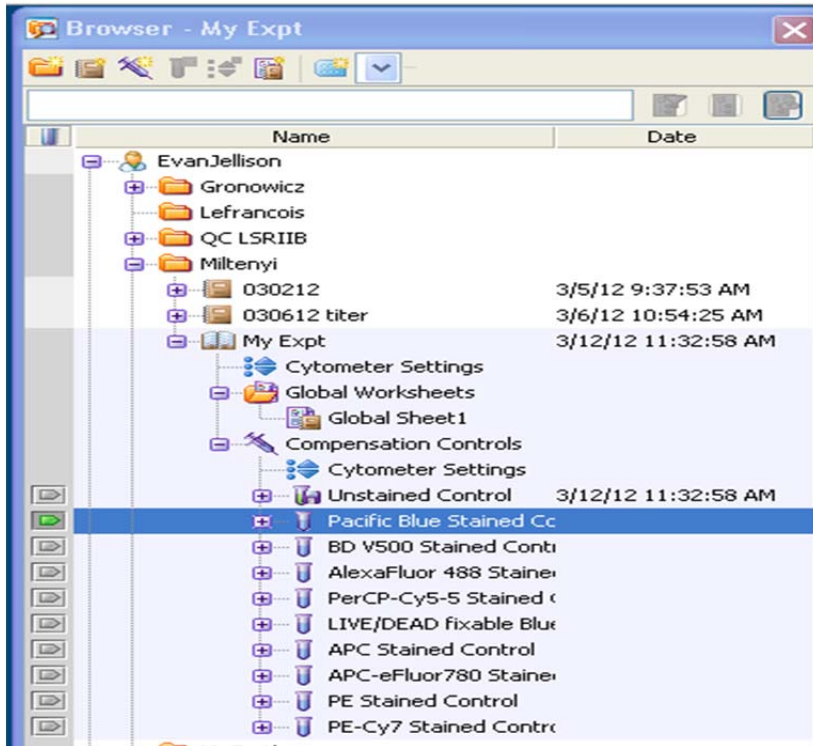 Browser - My Expt
Name Date
EvanJellison
Gronowicz
Lefrancois
QC LSRIIB
Miltenyi
030212 3/5/12 9:37:53 AM
030612 titer 3/6/12 10:54:25 AM
My Expt 3/12/12 11:32:58 AM
Cytometer Settings
Global Worksheets
Global Sheet1
Compensation Controls
Cytometer Settings
Unstained Control 3/12/12 11:32:58 AM
Pacific Blue Stained Cc
BD V500 Stained Conti
AlexaFluor 488 Staine
PerCP-Cy5-5 Stained
LIVE/DEAD fixable Blue
APC Stained Control
APC-eFluor780 Staine
PE Stained Control
PE-Cy7 Stained Contr